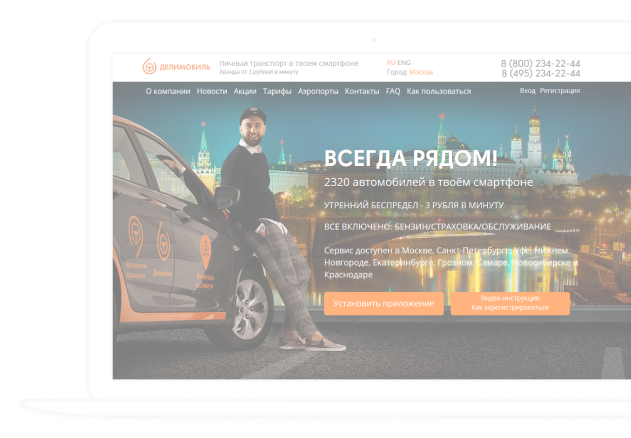 ДЕЛИМОБИЛЬ
Личный транспорт в твоем смартфоне
Аренда от 3 рублей в минуту
RU ENG
Город: Москва
8 (800) 234-22-44
8 (495) 234-22-44
О компании Новости Акции Тарифы Аэропорты Контакты FAQ Как пользоваться
Вход Регистрация
ВСЕГДА РЯДОМ!
2320 автомобилей в твоём смартфоне
УТРЕННИЙ БЕСПРЕДЕЛ - 3 РУБЛЯ В МИНУТУ
ВСЕ ВКЛЮЧЕНО: БЕНЗИН/СТРАХОВКА/ОБСЛУЖИВАНИЕ
Сервис доступен в Москве, Санкт-Петербурге, Уфе, Нижнем
Новгороде, Екатеринбурге, Грозном, Самаре, Новосибирске и
Краснодаре
Установить приложение
Видео-инструкция
Как зарегистрироваться
Делимобиль